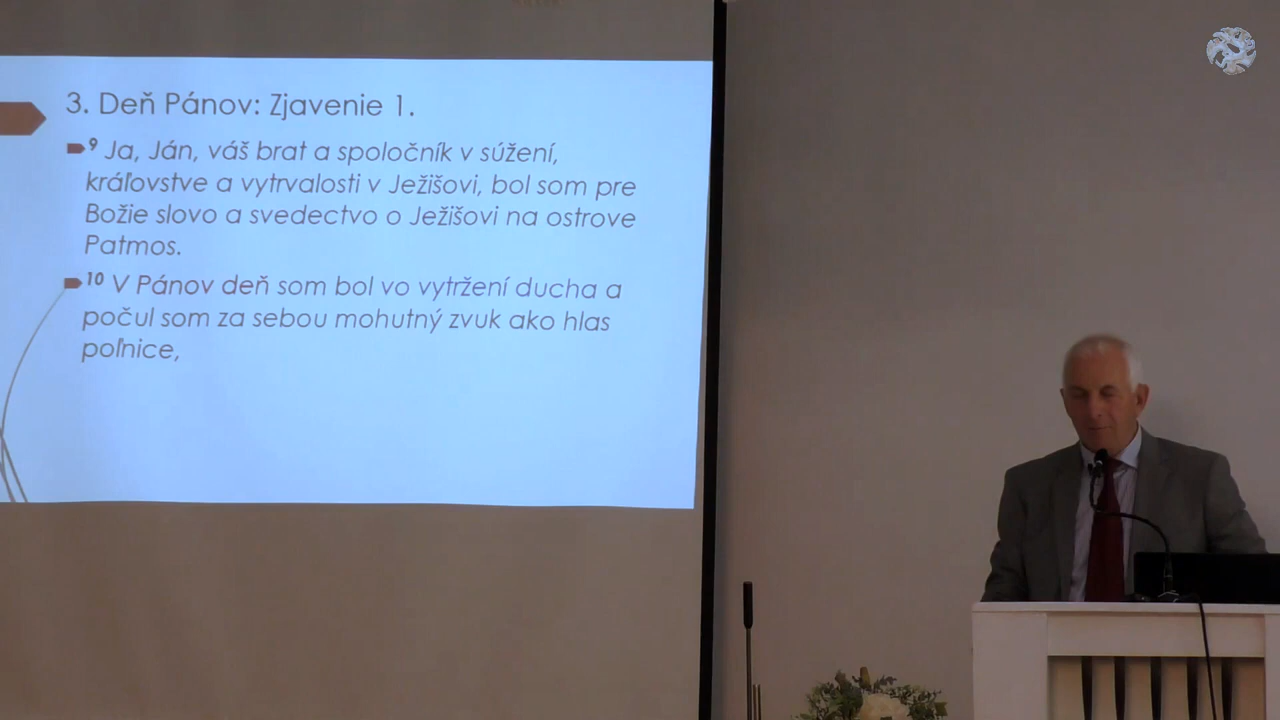 3. Deň Pánov: Zjavenie 1.
⁹ Ja, Ján, váš brat a spoločník v súžení,
kráľovstve a vytrvalosti v Ježišovi, bol som pre
Božie slovo a svedectvo o Ježišovi na ostrove
Patmos.
¹⁰ V Pánov deň som bol vo vytržení ducha a
počul som za sebou mohutný zvuk ako hlas
poľnice,